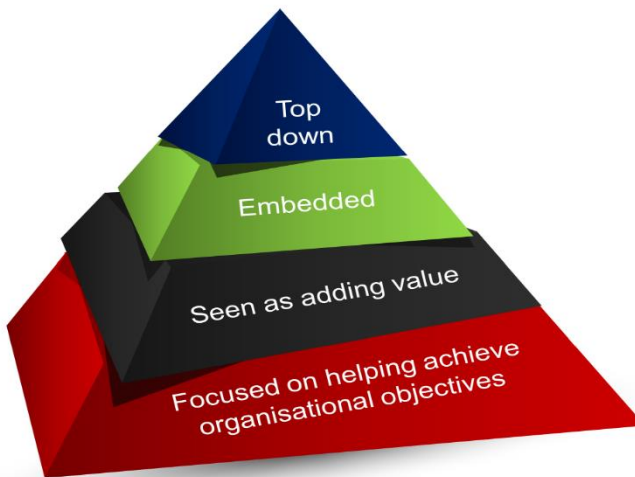 Top
down
Embedded
Seen as adding value
Focused on helping achieve
organisational objectives